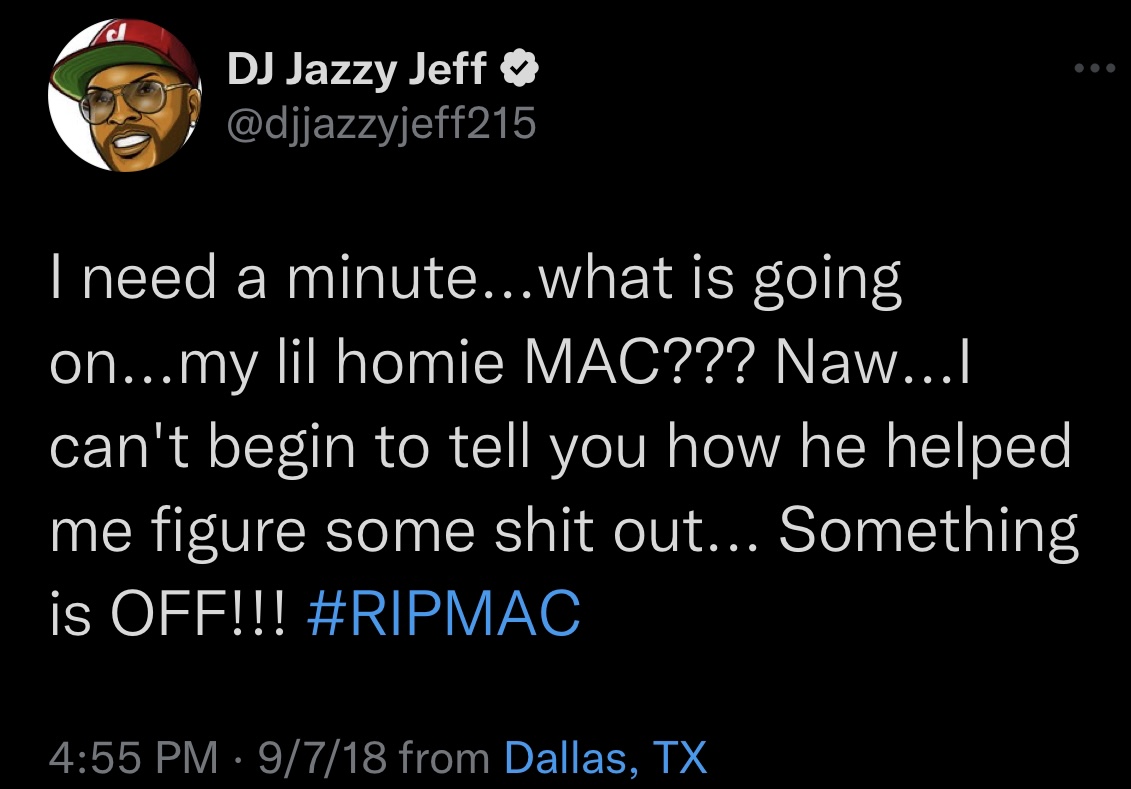 DJ Jazzy Jeff
@djjazzyjeff215
I need a minute...what is going
on...my lil homie MAC??? Naw...I
can't begin to tell you how he helped
me figure some shit out... Something
is OFF!!! #RIPMAC
4:55 PM · 9/7/18 from Dallas, TX